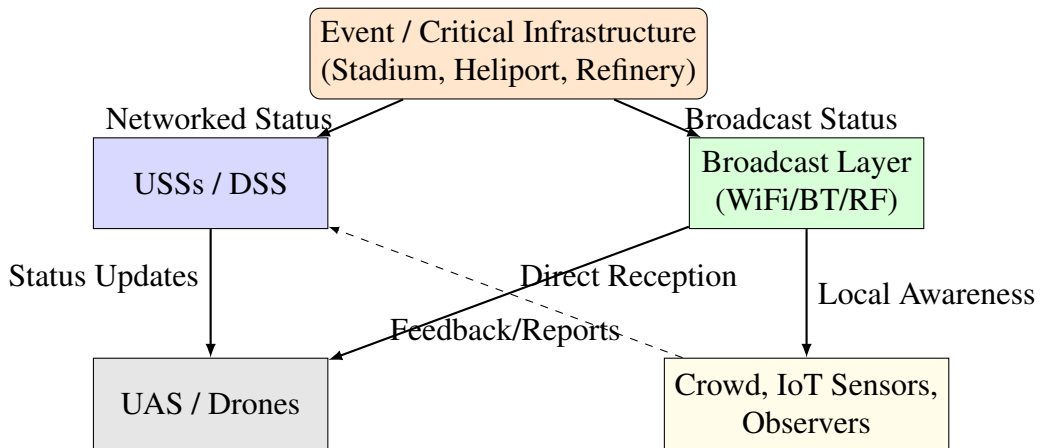 Event / Critical Infrastructure
(Stadium, Heliport, Refinery)
Networked Status
Broadcast Status
USSs / DSS
Broadcast Layer
(WiFi/BT/RF)
Status Updates
Direct Reception
Local Awareness
Feedback/Reports
UAS / Drones
Crowd, IoT Sensors,
Observers